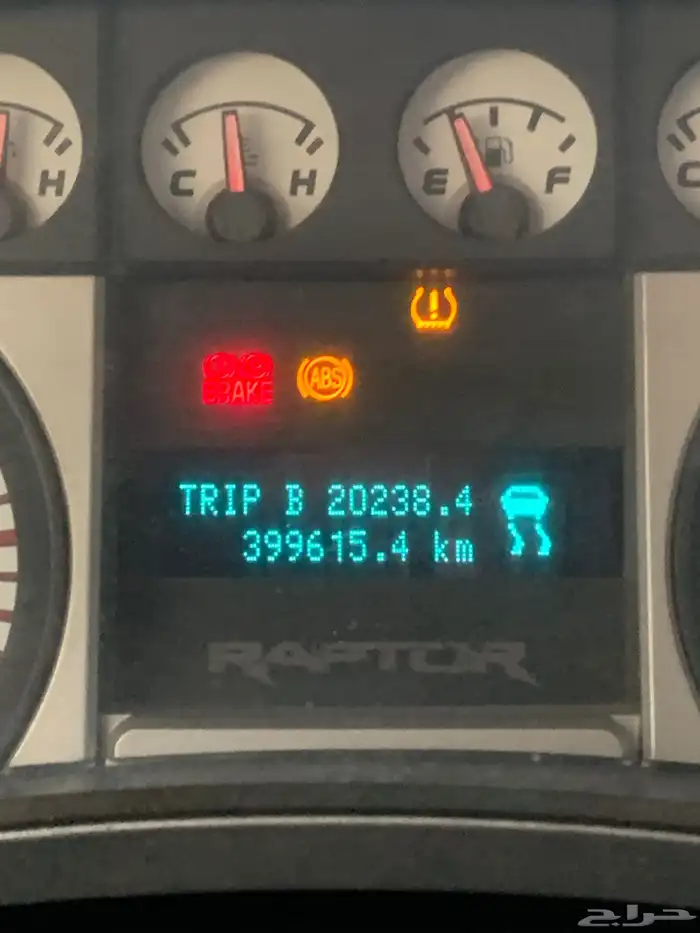 H
C H
E F
C
BRAKE
ABS
TRIP B 20238.4
399615.4 km
RAPTOR
حراج